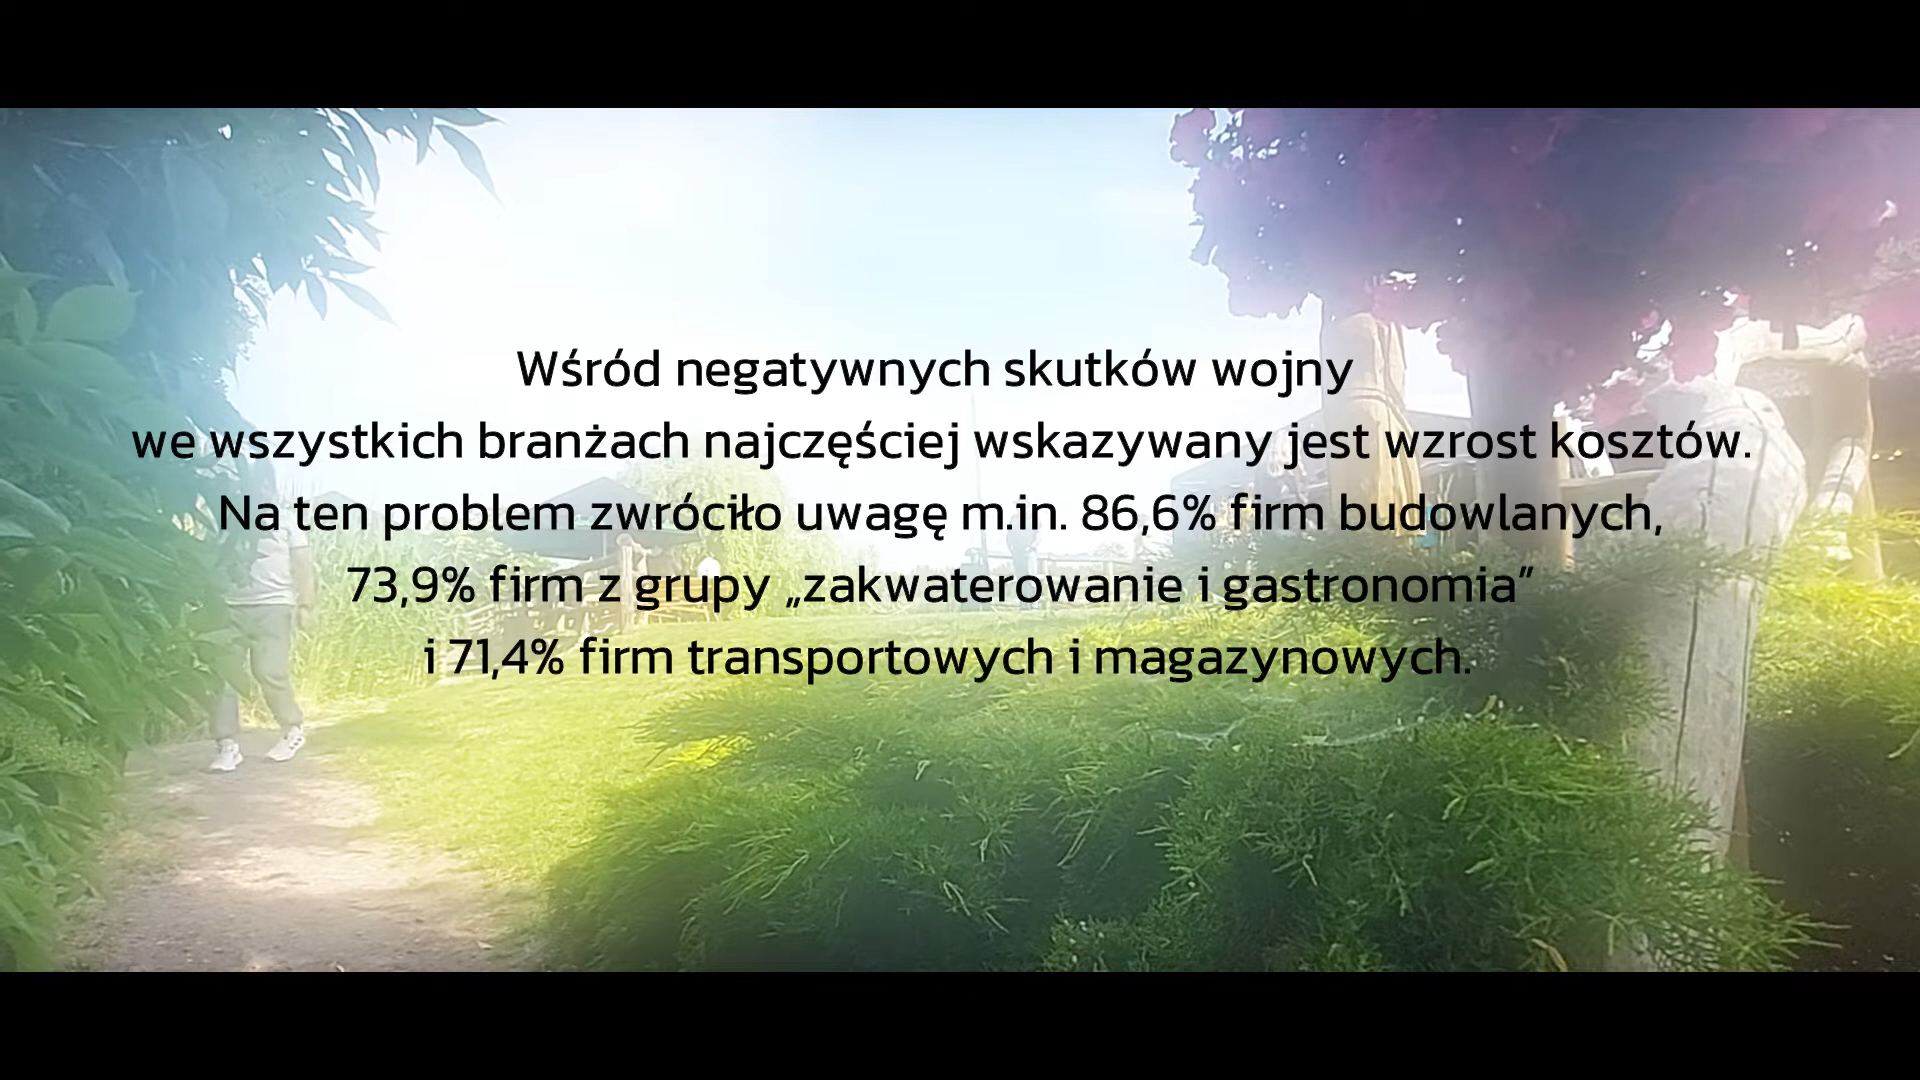 Wśród negatywnych skutków wojny
we wszystkich branżach najczęściej wskazywany jest wzrost kosztów.
Na ten problem zwróciło uwagę m.in. 86,6% firm budowlanych,
73,9% firm z grupy „zakwaterowanie i gastronomia”
i 71,4% firm transportowych i magazynowych.